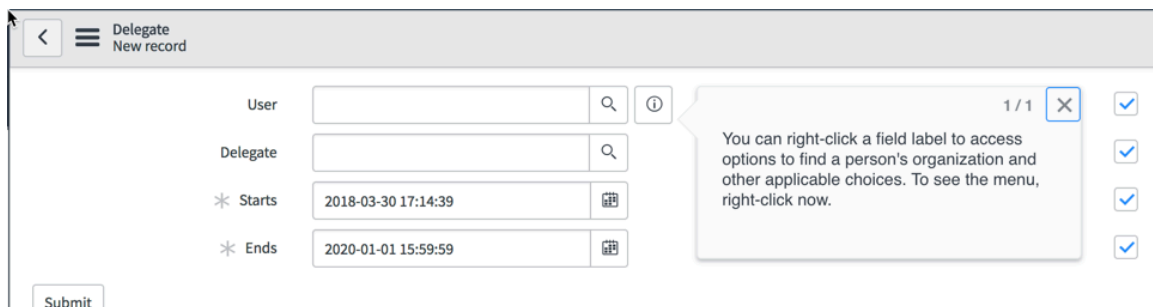 Delegate
New record
User
1 / 1
You can right-click a field label to access
options to find a person's organization and
other applicable choices. To see the menu,
right-click now.
Delegate
Starts
2018-03-30 17:14:39
Ends
2020-01-01 15:59:59
Submit